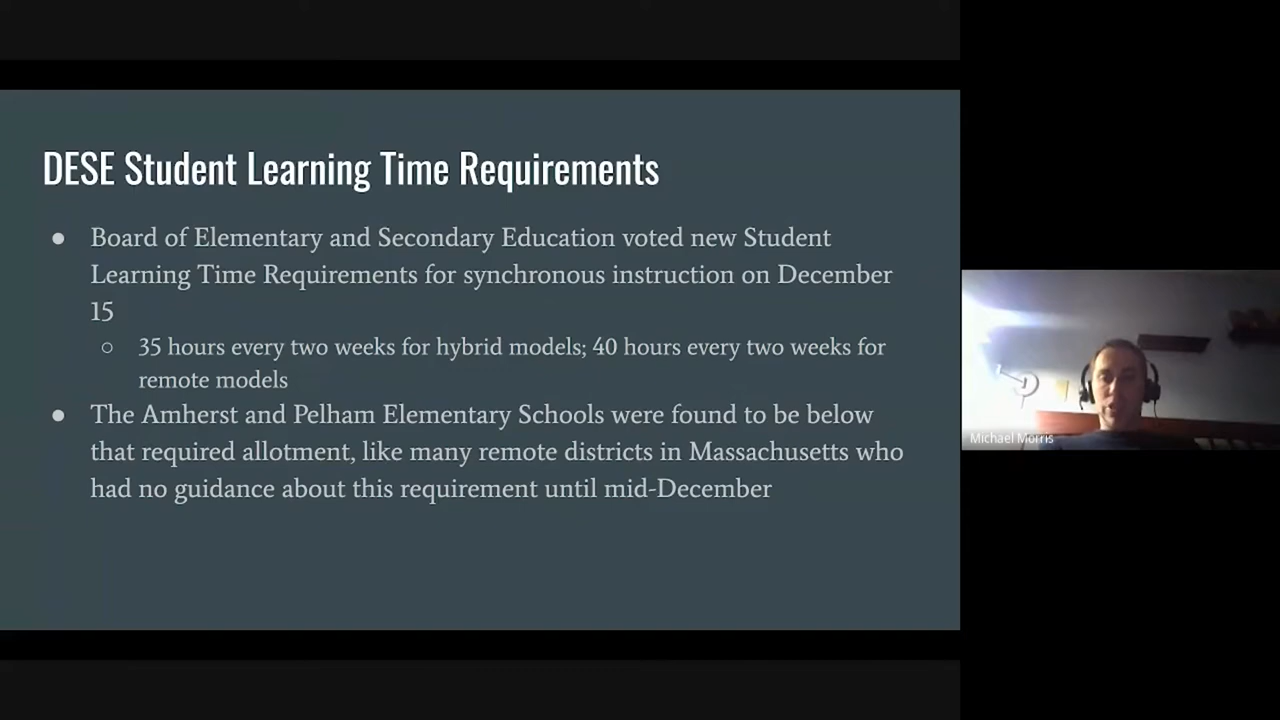 DESE Student Learning Time Requirements
● Board of Elementary and Secondary Education voted new Student
Learning Time Requirements for synchronous instruction on December
15
○ 35 hours every two weeks for hybrid models; 40 hours every two weeks for
remote models
● The Amherst and Pelham Elementary Schools were found to be below
that required allotment, like many remote districts in Massachusetts who
had no guidance about this requirement until mid-December
Michael Morris